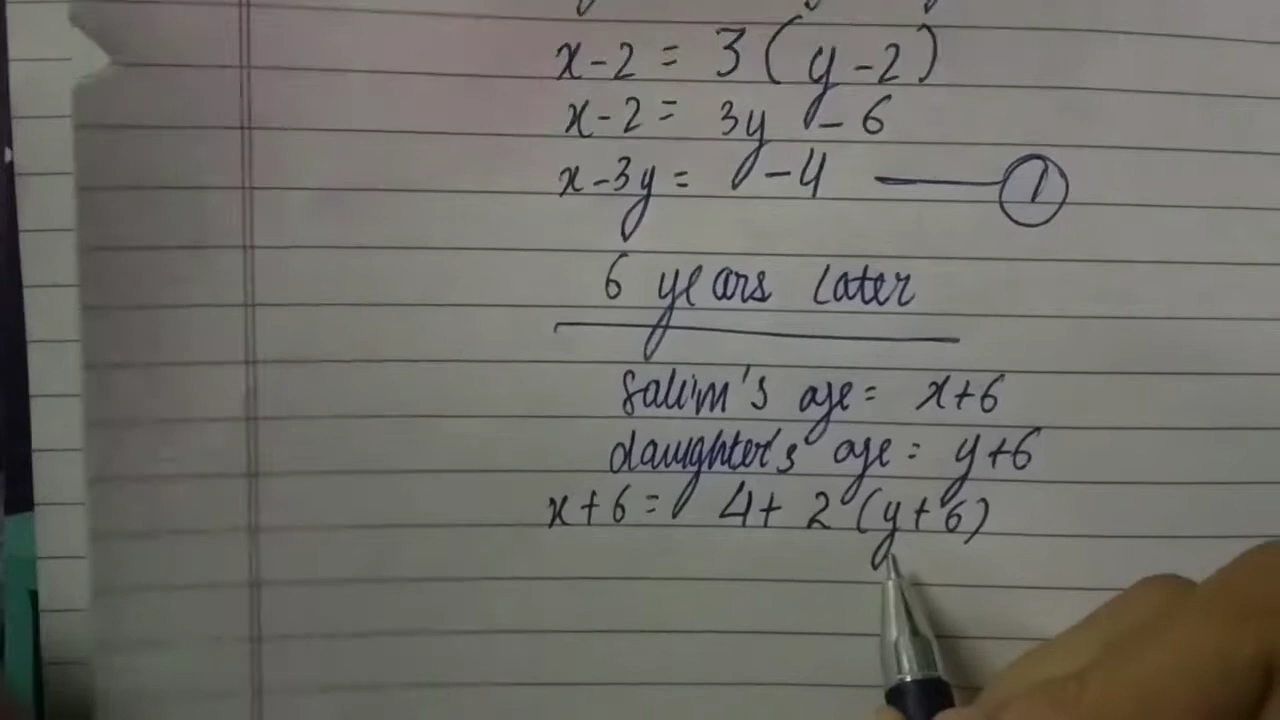 x-2 = 3(y-2)
x-2 = 3y -6
x-3y = -4 ——— ①
6 years later
Salim's age = x+6
daughter's age = y+6
x+6 = 4+ 2(y+6)